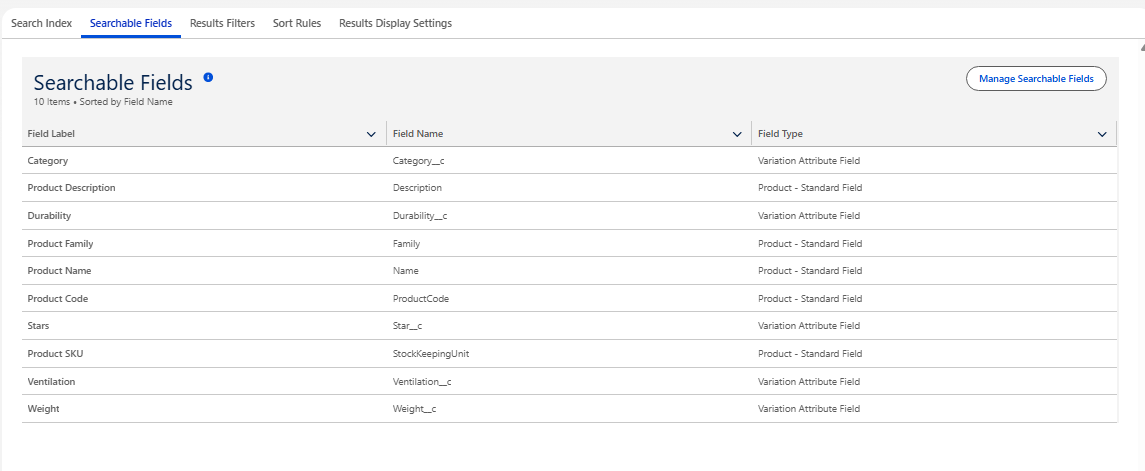 Search Index Searchable Fields Results Filters Sort Rules Results Display Settings
Searchable Fields
Manage Searchable Fields
10 Items • Sorted by Field Name
Field Label Field Name Field Type
Category Category__c Variation Attribute Field
Product Description Description Product - Standard Field
Durability Durability__c Variation Attribute Field
Product Family Family Product - Standard Field
Product Name Name Product - Standard Field
Product Code ProductCode Product - Standard Field
Stars Star__c Variation Attribute Field
Product SKU StockKeepingUnit Product - Standard Field
Ventilation Ventilation__c Variation Attribute Field
Weight Weight__c Variation Attribute Field